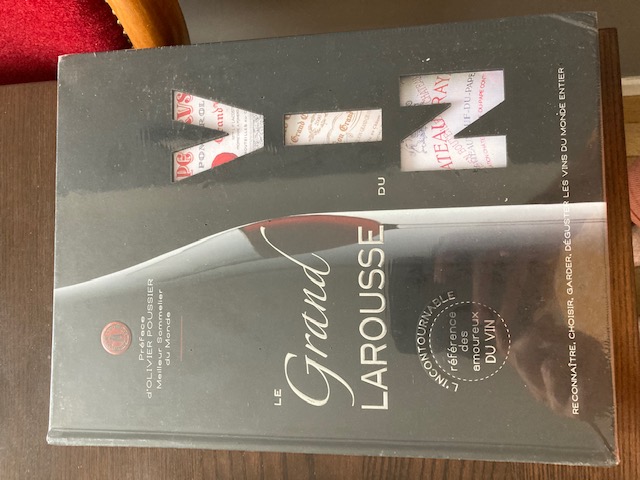 LE
Grand
LAROUSSE
DU
VIN
Préface
d'OLIVIER POUSSIER
Meilleur Sommelier
du Monde
L'INCONTOURNABLE
référence
des
amoureux
DU VIN
RECONNAÎTRE, CHOISIR, GARDER, DÉGUSTER LES VINS DU MONDE ENTIER